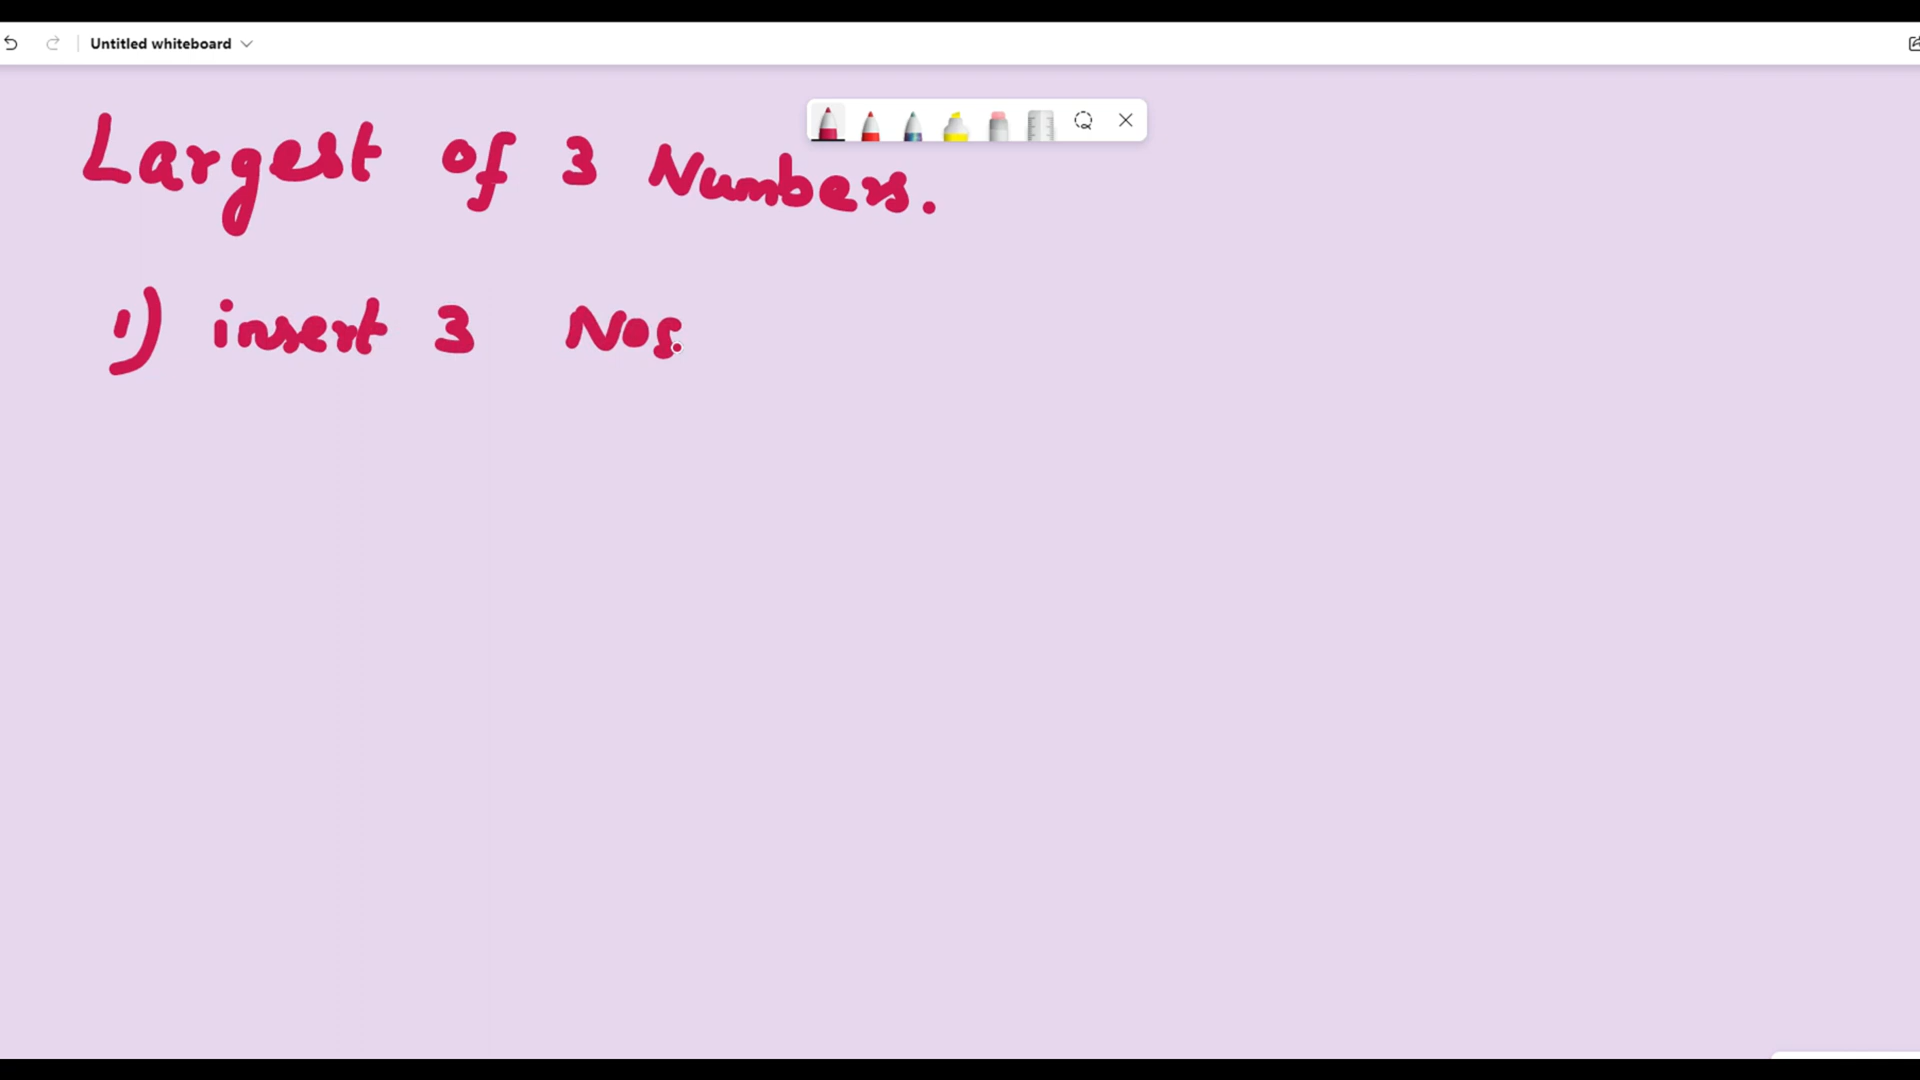 Untitled whiteboard
Largest of 3 Numbers.
1) insert 3 Nos